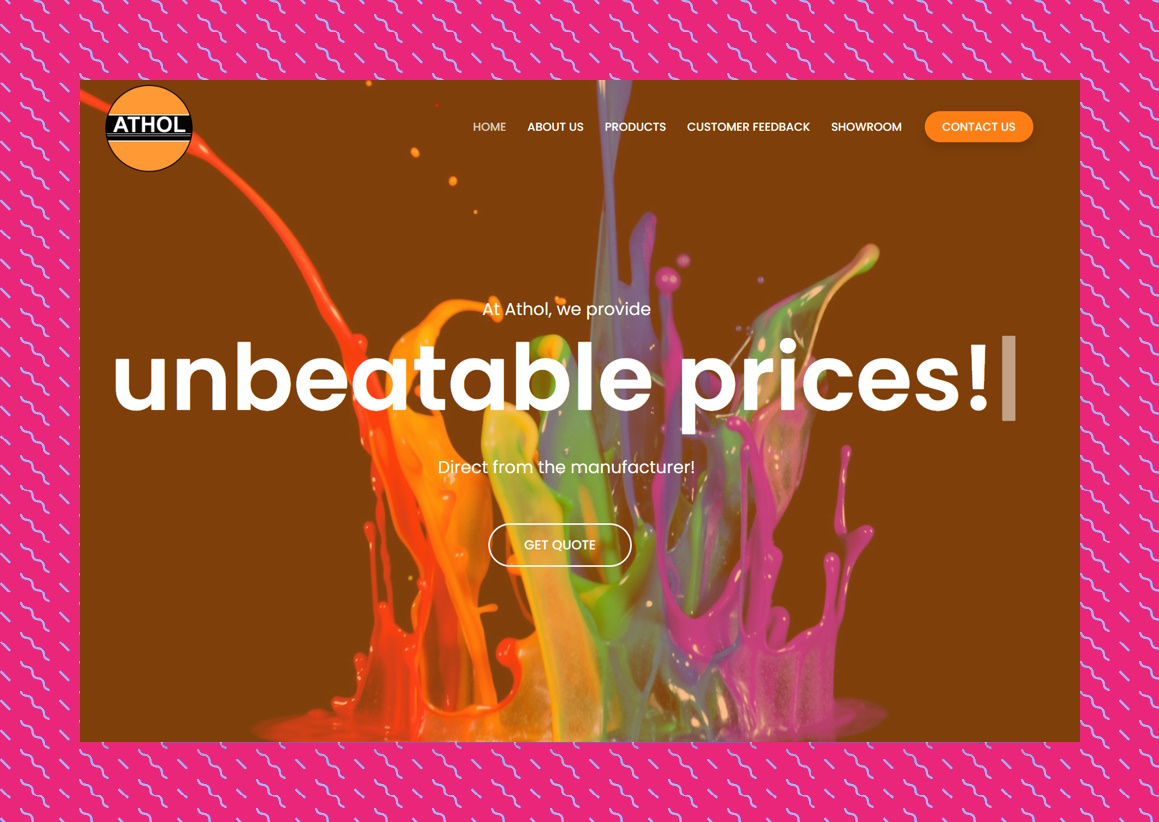 ATHOL
HOME ABOUT US PRODUCTS CUSTOMER FEEDBACK SHOWROOM CONTACT US
At Athol, we provide
unbeatable prices!
Direct from the manufacturer!
GET QUOTE